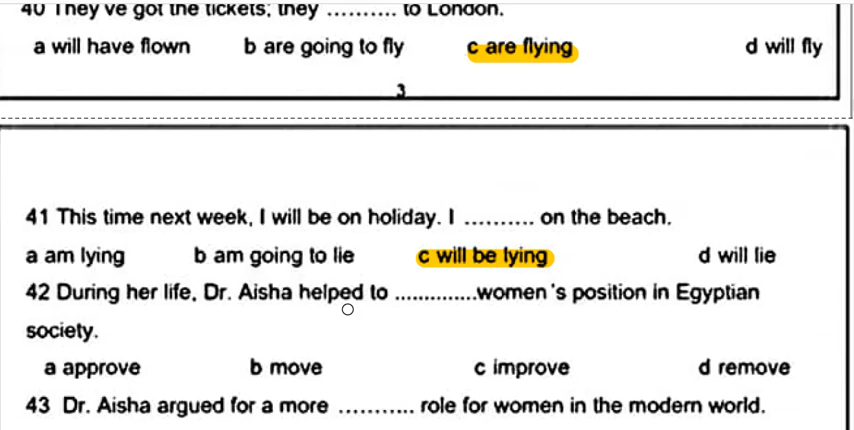 40 They've got the tickets; they .......... to London.
a will have flown b are going to fly c are flying d will fly
3
41 This time next week, I will be on holiday. I .......... on the beach.
a am lying b am going to lie c will be lying d will lie
42 During her life, Dr. Aisha helped to ..............women's position in Egyptian
society.
a approve b move c improve d remove
43 Dr. Aisha argued for a more ........... role for women in the modern world.